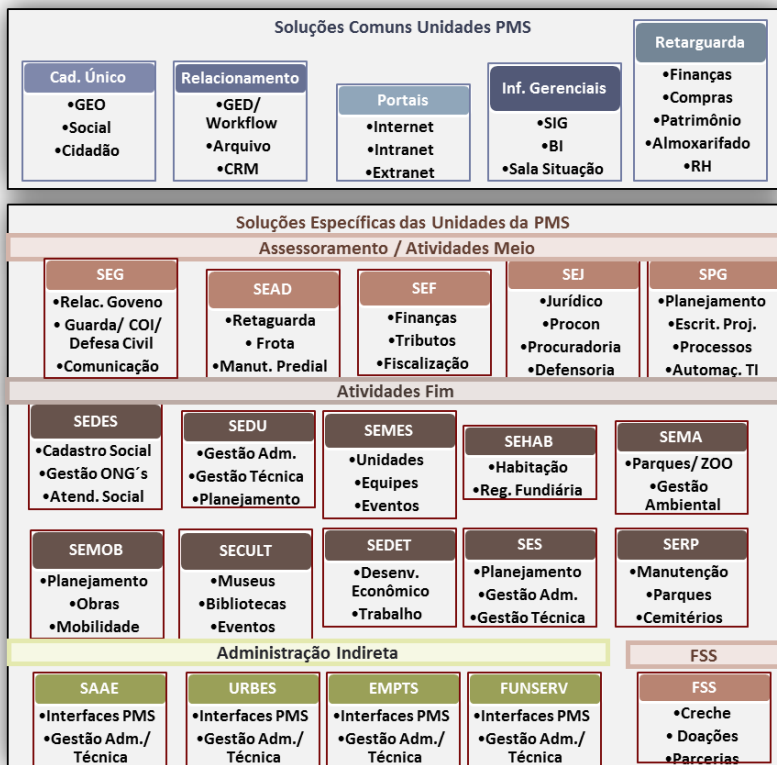 Soluções Comuns Unidades PMS
Cad. Único
•GEO
•Social
•Cidadão
Relacionamento
•GED/
Workflow
•Arquivo
•CRM
Portais
•Internet
•Intranet
•Extranet
Inf. Gerenciais
•SIG
•BI
•Sala Situação
Retarguarda
•Finanças
•Compras
•Patrimônio
•Almoxarifado
•RH
Soluções Específicas das Unidades da PMS
Assessoramento / Atividades Meio
SEG
•Relac. Goveno
• Guarda/ COI/
Defesa Civil
•Comunicação
SEAD
•Retaguarda
• Frota
•Manut. Predial
SEF
•Finanças
•Tributos
•Fiscalização
SEJ
•Jurídico
•Procon
•Procuradoria
•Defensoria
SPG
•Planejamento
•Escrit. Proj.
•Processos
•Automaç. TI
Atividades Fim
SEDES
•Cadastro Social
•Gestão ONG´s
•Atend. Social
SEDU
•Gestão Adm.
•Gestão Técnica
•Planejamento
SEMES
•Unidades
•Equipes
•Eventos
SEHAB
•Habitação
•Reg. Fundiária
SEMA
•Parques/ ZOO
•Gestão
Ambiental
SEMOB
•Planejamento
•Obras
•Mobilidade
SECULT
•Museus
•Bibliotecas
•Eventos
SEDET
•Desenv.
Econômico
•Trabalho
SES
•Planejamento
•Gestão Adm.
•Gestão Técnica
SERP
•Manutenção
•Parques
•Cemitérios
Administração Indireta
FSS
SAAE
•Interfaces PMS
•Gestão Adm./
Técnica
URBES
•Interfaces PMS
•Gestão Adm./
Técnica
EMPTS
•Interfaces PMS
•Gestão Adm./
Técnica
FUNSERV
•Interfaces PMS
•Gestão Adm./
Técnica
FSS
•Creche
• Doações
•Parcerias